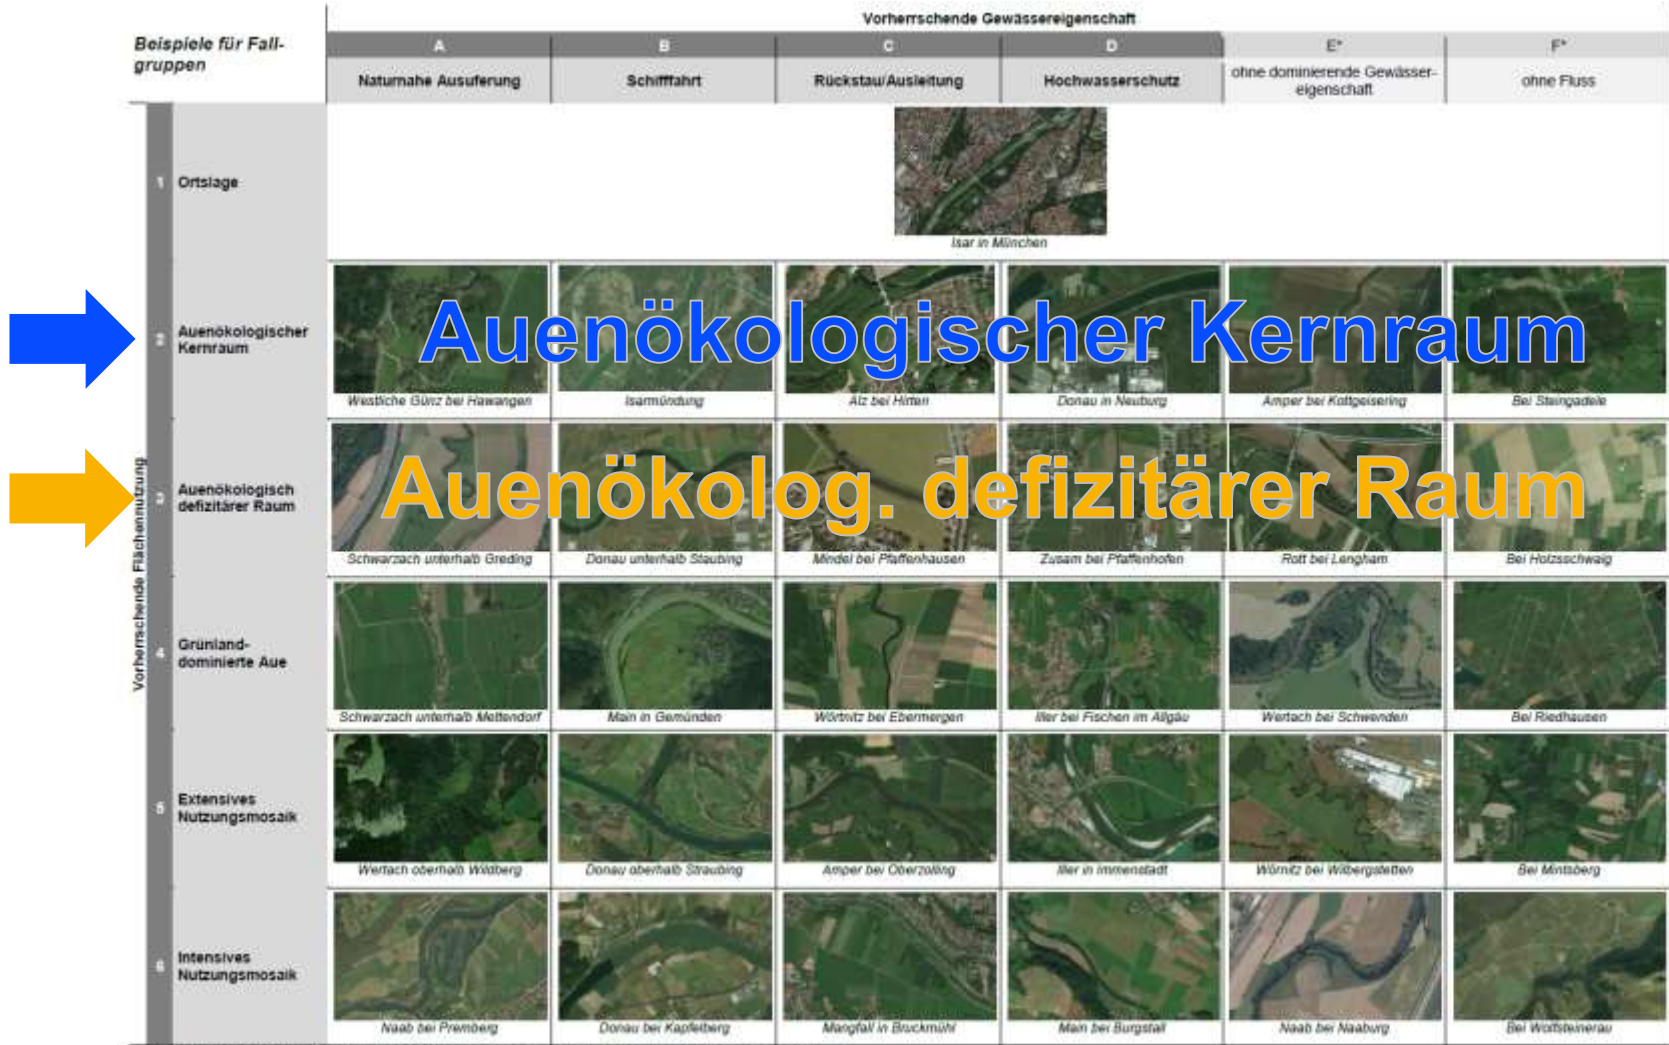 Vorherrschende Gewässereigenschaft
Beispiele für Fall-
gruppen
A B C D E* F*
Naturnahe Ausuferung Schifffahrt Rückstau/Ausleitung Hochwasserschutz ohne dominierende Gewässer-
eigenschaft ohne Fluss
Vorherrschende Flächennutzung
1 Ortslage
Isar in München
2 Auenökologischer
Kernraum
Auenökologischer Kernraum
Westliche Günz bei Hawangen Isarmündung Alz bei Hirten Donau in Neuburg Amper bei Kottgeisering Bei Steingadele
3 Auenökologisch
defizitärer Raum
Auenökolog. defizitärer Raum
Schwarzach unterhalb Greding Donau unterhalb Staubing Mindel bei Pfaffenhausen Zusam bei Pfaffenhofen Rott bei Lengham Bei Holzsschwaig
4 Grünland-
dominierte Aue
Schwarzach unterhalb Mettendorf Main in Gemünden Wörtnitz bei Ebermergen Iller bei Fischen im Allgäu Wertach bei Schwenden Bei Riedhausen
5 Extensives
Nutzungsmosaik
Wertach oberhalb Wildberg Donau oberhalb Straubing Amper bei Oberzolling Iller in Immenstadt Wörnitz bei Wilbergstetten Bei Mintsberg
6 Intensives
Nutzungsmosaik
Naab bei Premberg Donau bei Kapfelberg Mangfall in Bruckmühl Main bei Burgstall Naab bei Naaburg Bei Wolfsteinerau